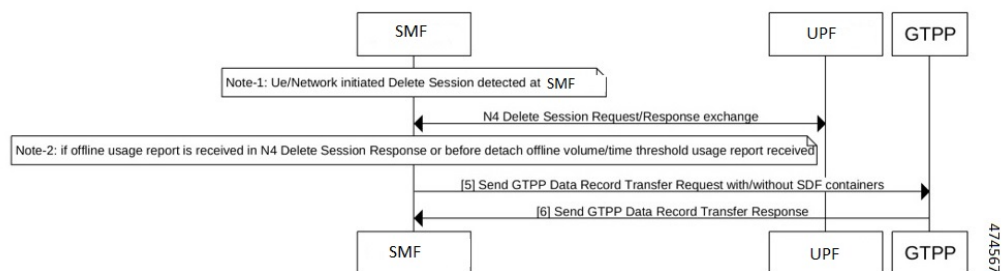 SMF
UPF
GTPP
Note-1: Ue/Network initiated Delete Session detected at SMF
N4 Delete Session Request/Response exchange
Note-2: if offline usage report is received in N4 Delete Session Response or before detach offline volume/time threshold usage report received
[5] Send GTPP Data Record Transfer Request with/without SDF containers
[6] Send GTPP Data Record Transfer Response
SMF
UPF
GTPP
474567